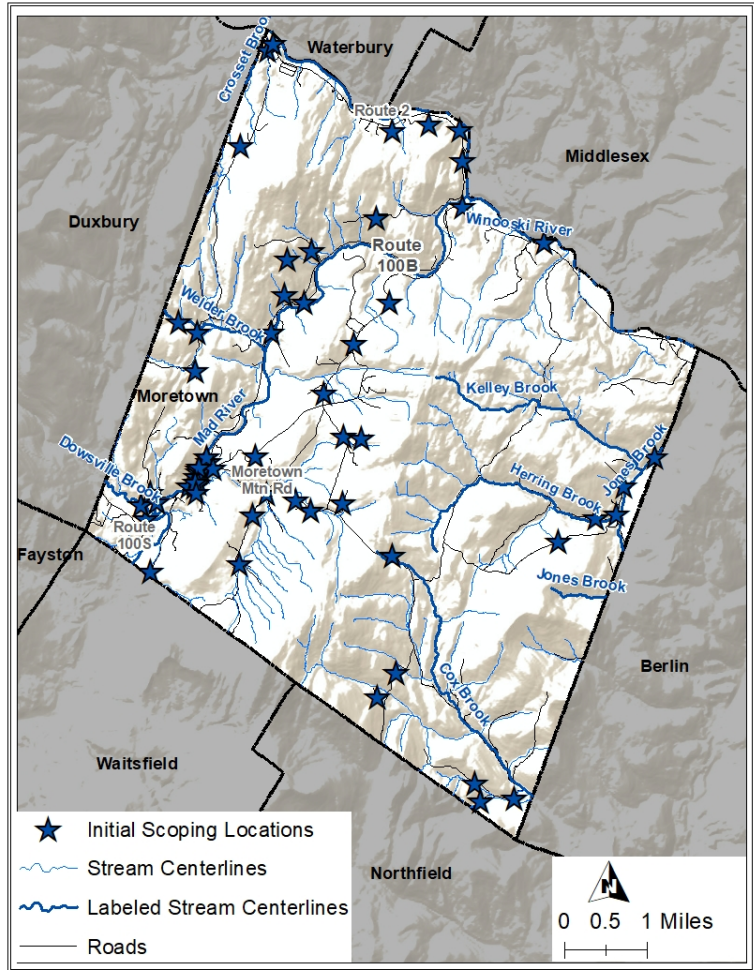 Waterbury
Crosset Broo
Route 2
Middlesex
Duxbury
Winooski River
Route
100B
Welder Brook
Kelley Brook
Moretown
Mad River
Jones Brook
Dowsville Brook
Moretown
Mtn Rd
Herring Brook
Route
100S
Fayston
Jones Brook
Berlin
Cox Brook
Waitsfield
Initial Scoping Locations
Stream Centerlines
Northfield
Labeled Stream Centerlines
N
0 0.5 1 Miles
Roads